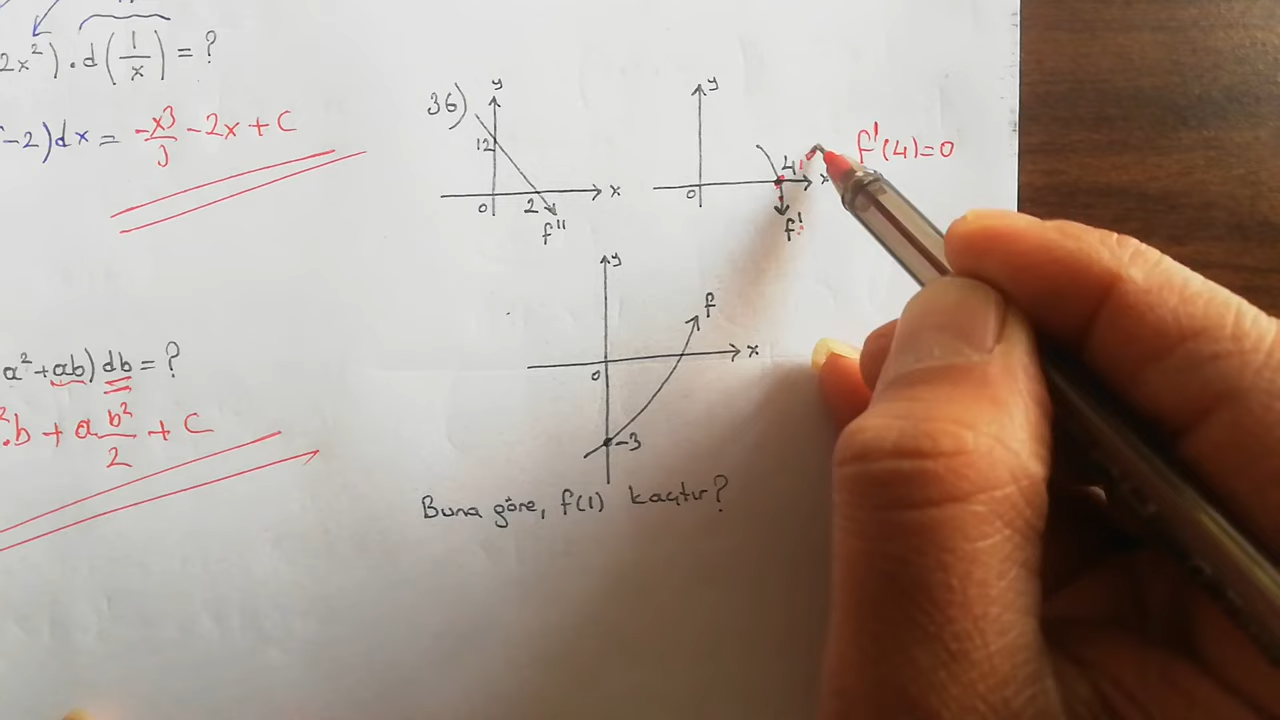 2x²).d(1/x) = ?
-2)dx = -x³/3 - 2x + C
a²+ab) db = ?
².b + a b²/2 + C
36)
y
12
0
2
x
f''
y
0
4
x
f'
f'(4)=0
y
f
x
0
-3
Buna göre, f(1) kaçtır?